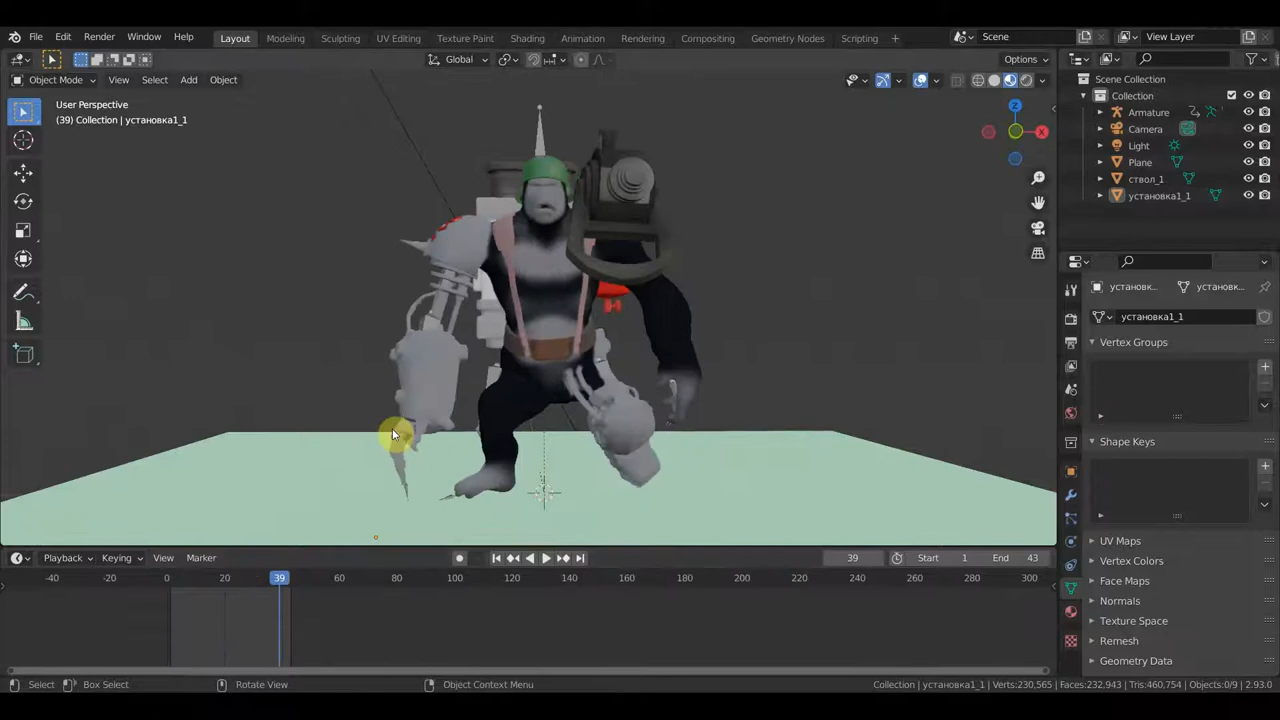 File Edit Render Window Help Layout Modeling Sculpting UV Editing Texture Paint Shading Animation Rendering Compositing Geometry Nodes Scripting + Scene View Layer
Global Options
Object Mode View Select Add Object
User Perspective
(39) Collection | установка1_1
Z
X
Scene Collection
Collection
Armature
Camera
Light
Plane
ствол_1
установка1_1
установк... установк...
установка1_1
Vertex Groups
Shape Keys
UV Maps
Vertex Colors
Face Maps
Normals
Texture Space
Remesh
Geometry Data
Playback Keying View Marker 39 Start 1 End 43
-40 -20 0 20 39 60 80 100 120 140 160 180 200 220 240 260 280 300
Select Box Select Rotate View Object Context Menu Collection | установка1_1 | Verts:230,565 | Faces:232,943 | Tris:460,754 | Objects:0/9 | 2.93.0